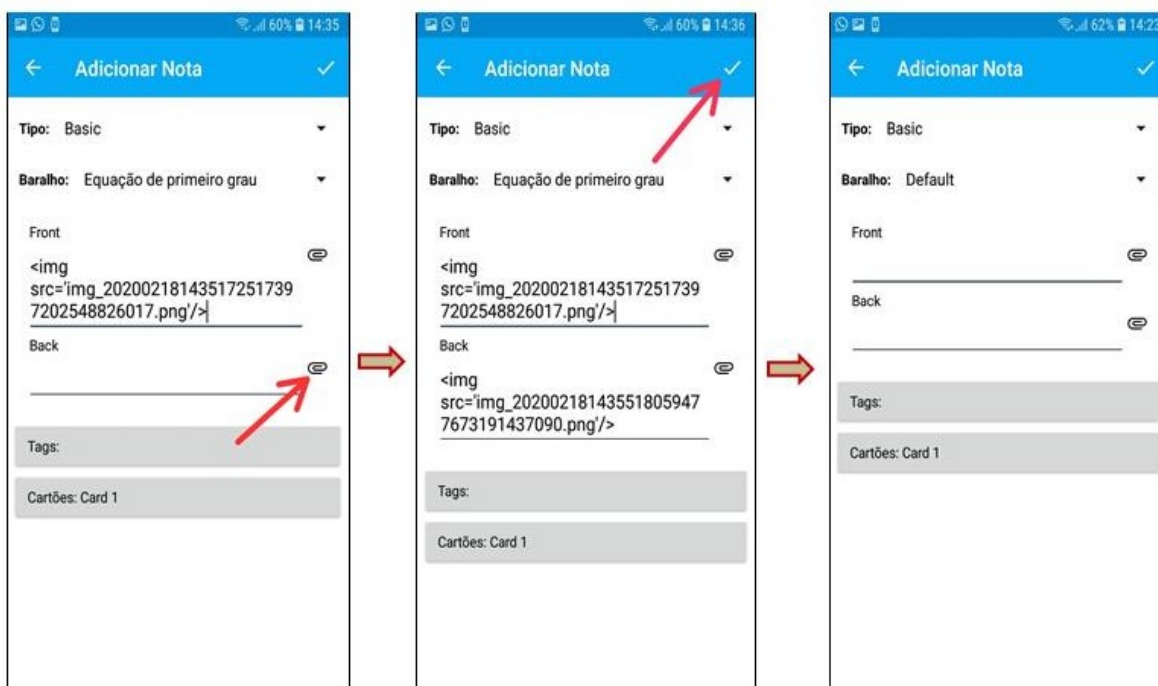 60% 14:35
Adicionar Nota
Tipo: Basic
Baralho: Equação de primeiro grau
Front
<img
src='img_20200218143517251739
7202548826017.png'/>
Back
Tags:
Cartões: Card 1
60% 14:36
Adicionar Nota
Tipo: Basic
Baralho: Equação de primeiro grau
Front
<img
src='img_20200218143517251739
7202548826017.png'/>
Back
<img
src='img_20200218143551805947
7673191437090.png'/>
Tags:
Cartões: Card 1
62% 14:23
Adicionar Nota
Tipo: Basic
Baralho: Default
Front
Back
Tags:
Cartões: Card 1